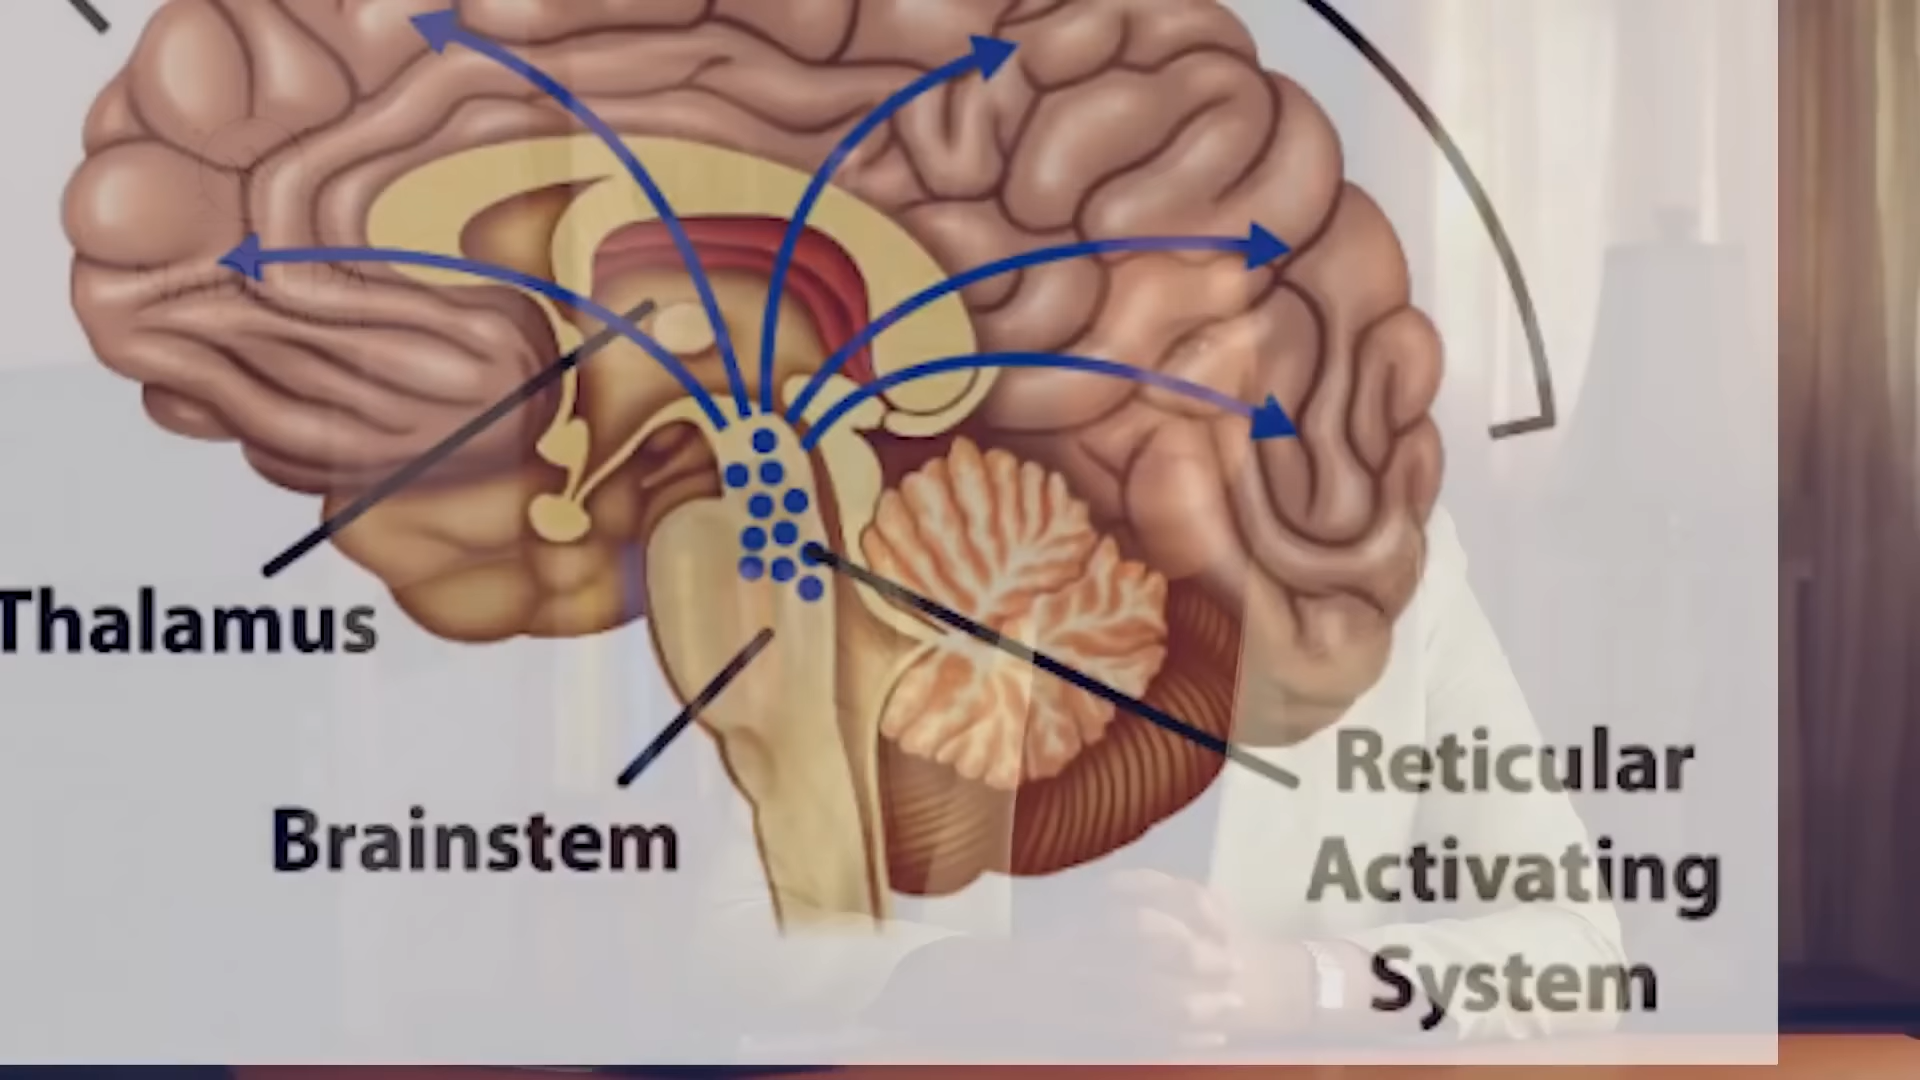 Thalamus
Brainstem
Reticular
Activating
System